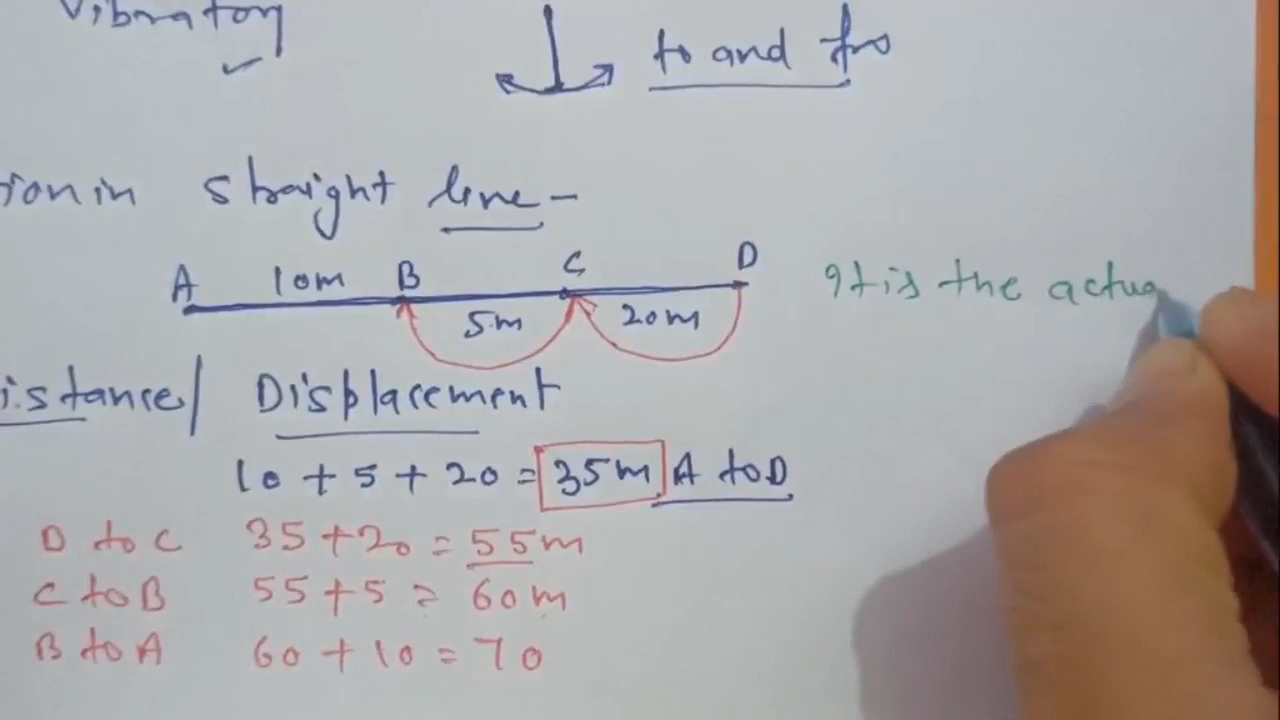 Vibratory
to and fro
tion in straight line -
A 10m B C D
5m 20m
It is the actua
istance/ Displacement
10 + 5 + 20 = 35m A to D
D to C 35 + 20 = 55m
C to B 55 + 5 = 60m
B to A 60 + 10 = 70